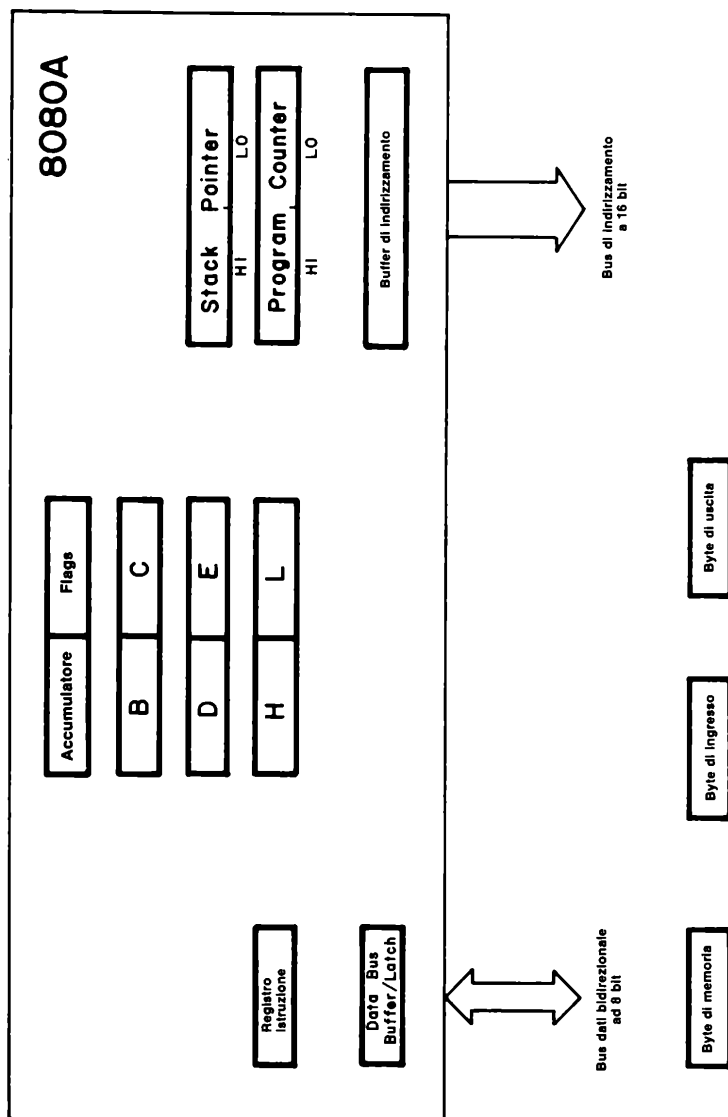 8080A
Accumulatore
Flags
B
C
D
E
H
L
Stack Pointer
HI
LO
Program Counter
HI
LO
Registro
istruzione
Data Bus
Buffer/Latch
Buffer di indirizzamento
Bus dati bidirezionale
ad 8 bit
Bus di indirizzamento
a 16 bit
Byte di memoria
Byte di ingresso
Byte di uscita